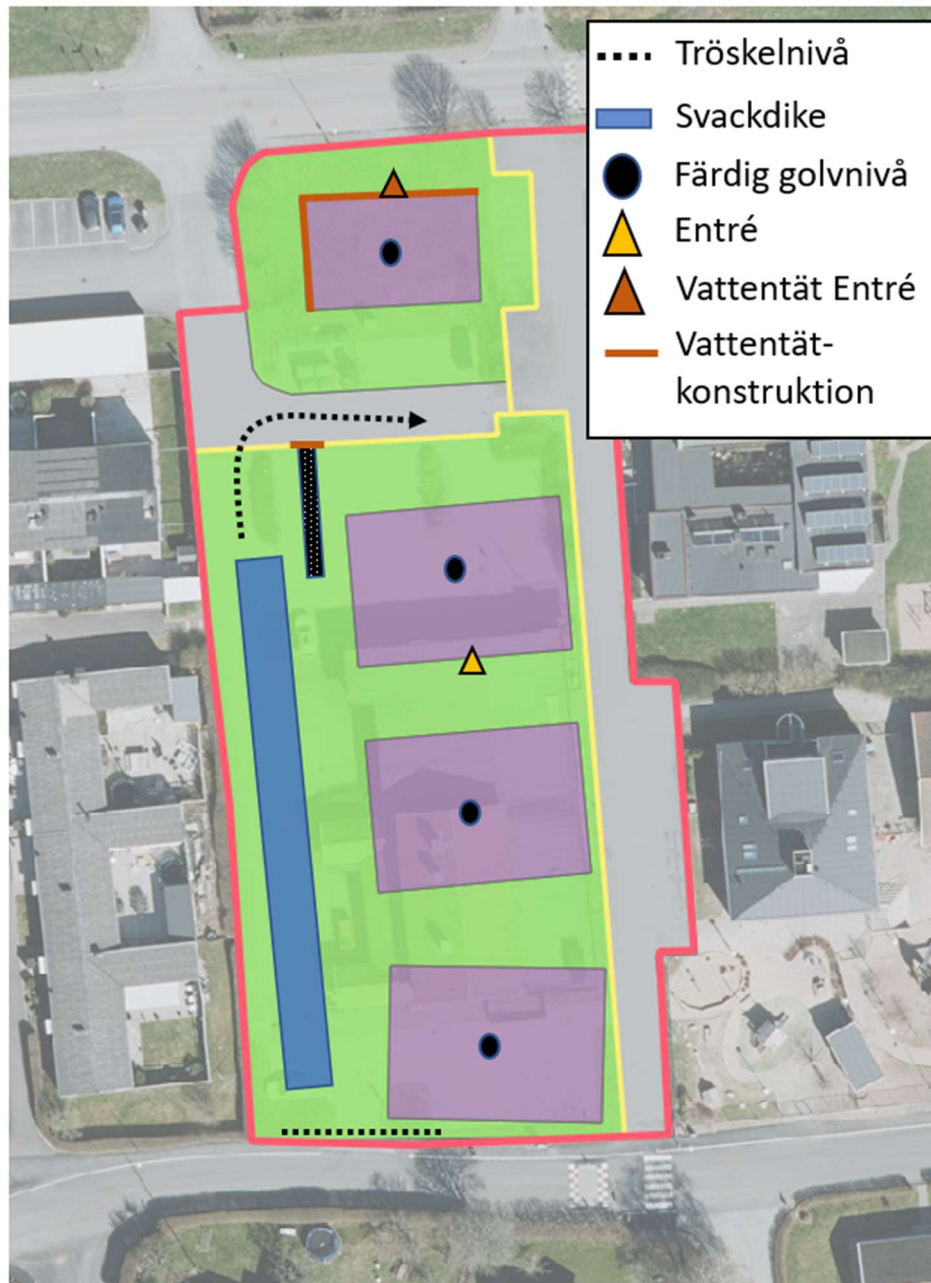 Tröskelnivå
Svackdike
Färdig golvnivå
Entré
Vattentät Entré
Vattentät-
konstruktion